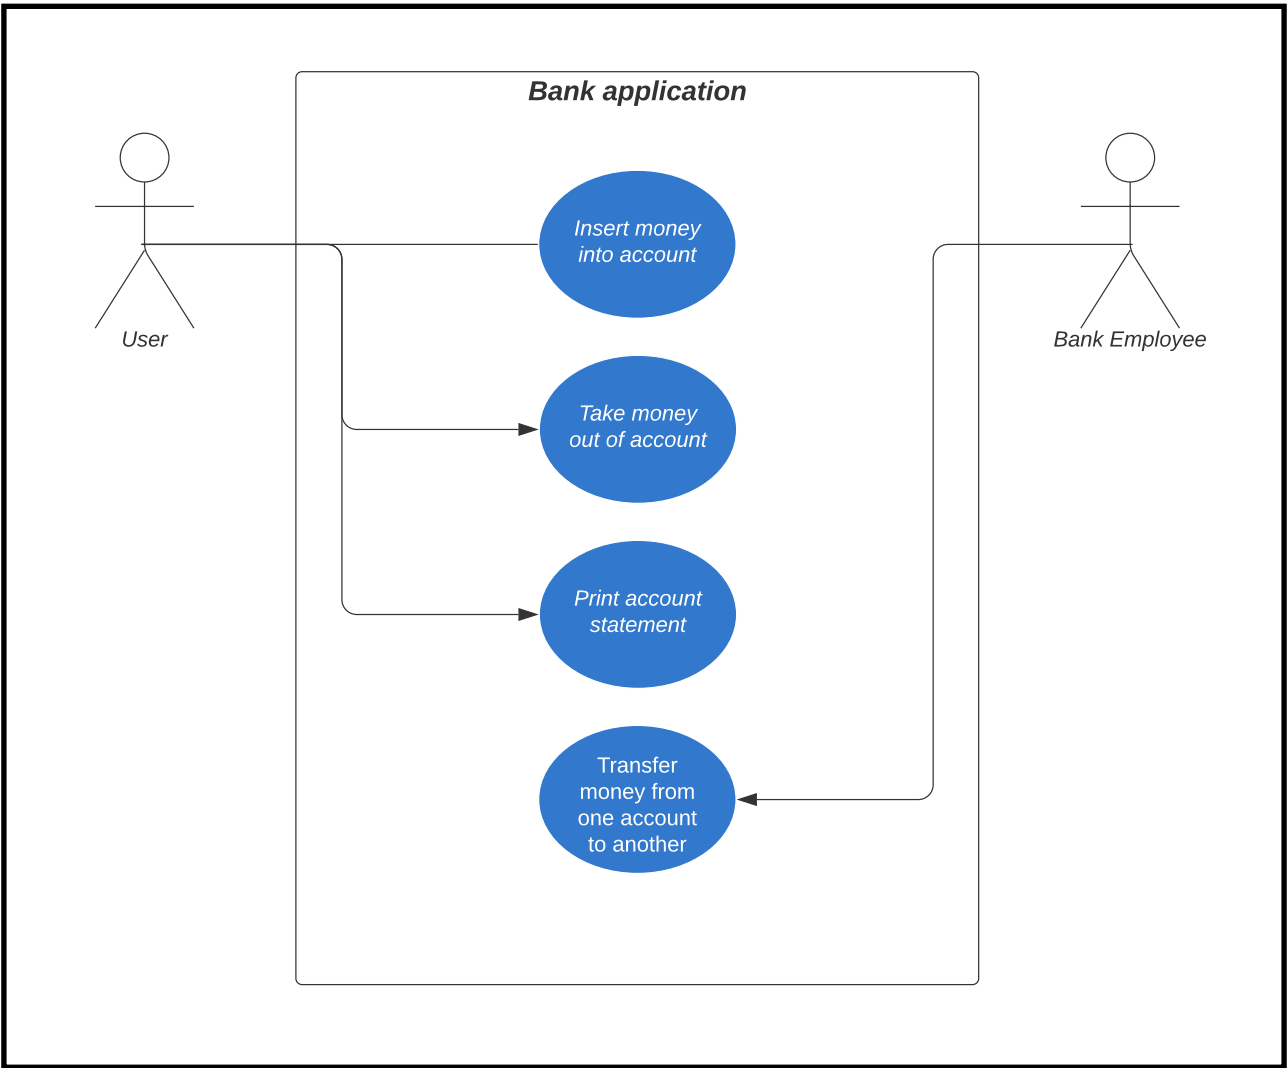 Bank application
Insert money
into account
User
Bank Employee
Take money
out of account
Print account
statement
Transfer
money from
one account
to another